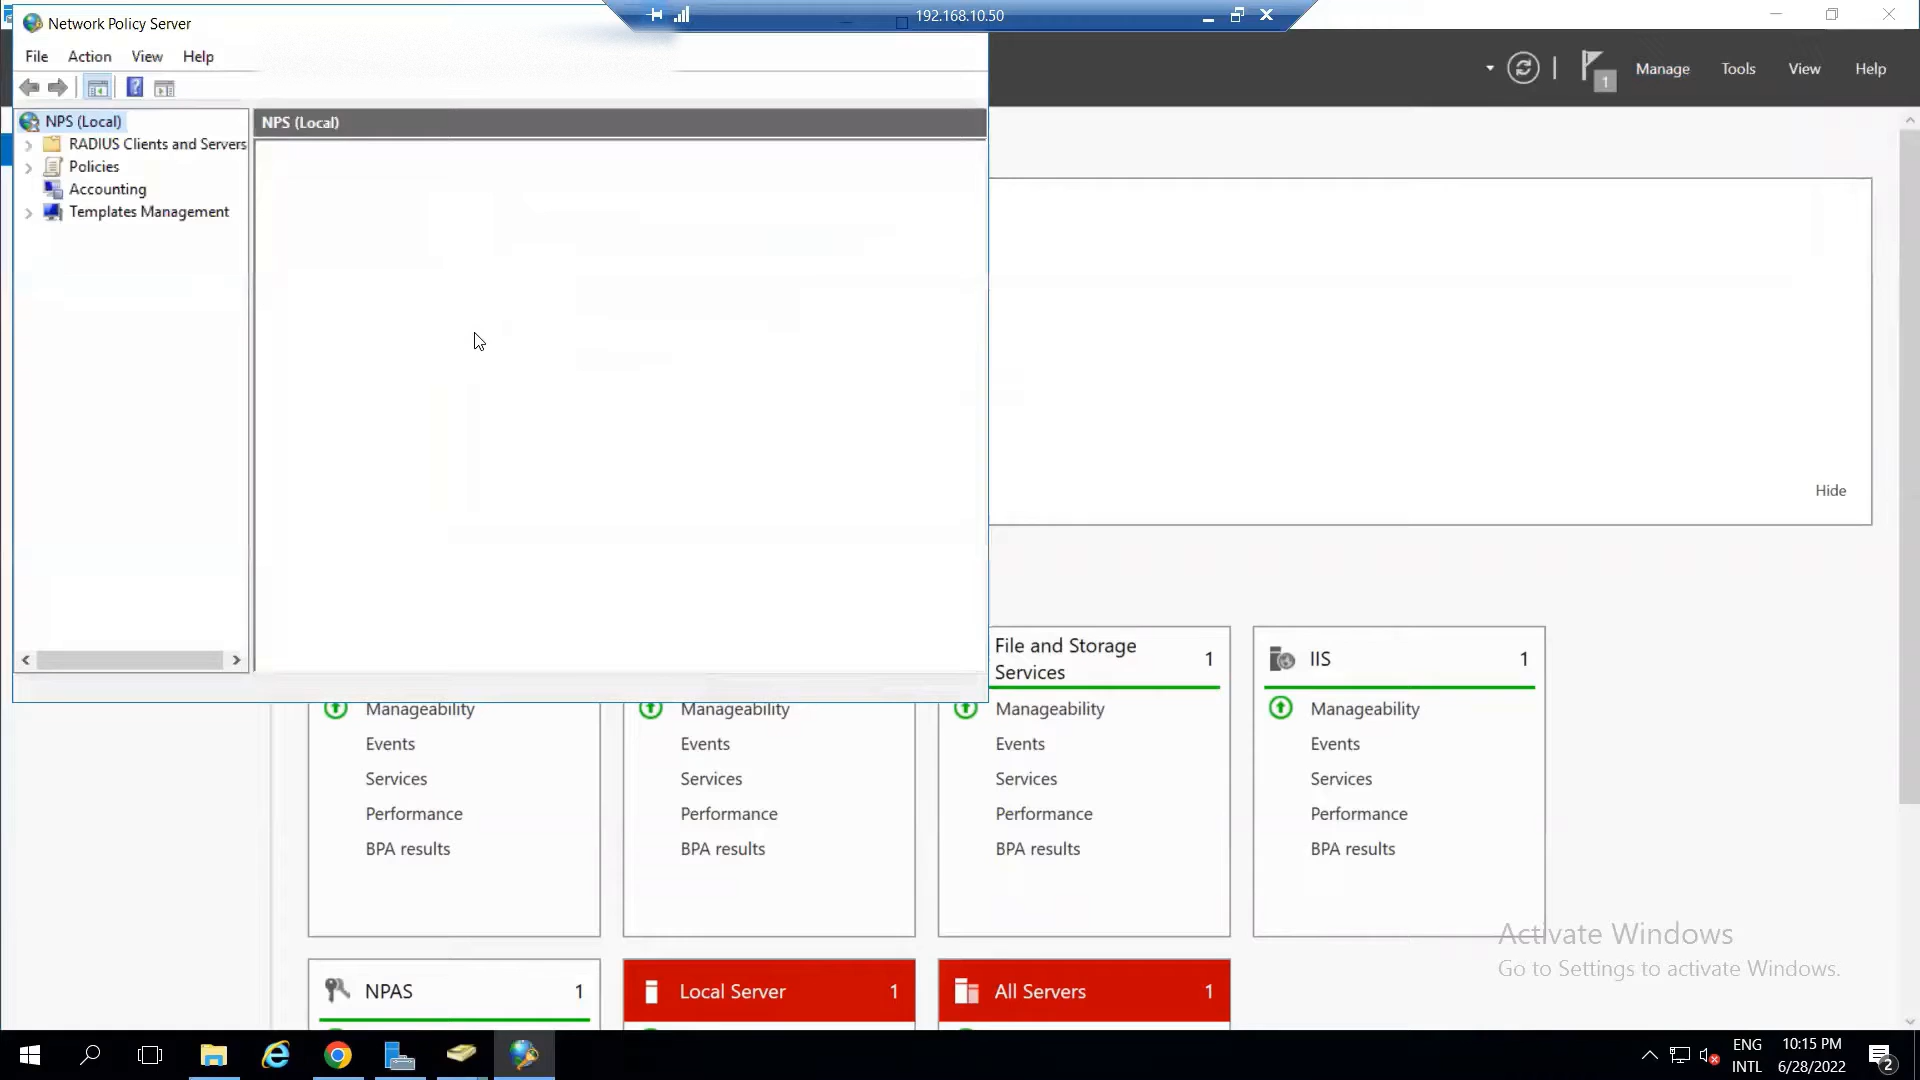 Network Policy Server
192.168.10.50
File Action View Help
1 Manage Tools View Help
NPS (Local)
RADIUS Clients and Servers
Policies
Accounting
Templates Management
NPS (Local)
Hide
File and Storage Services 1
IIS 1
Manageability
Events
Services
Performance
BPA results
Manageability
Events
Services
Performance
BPA results
Manageability
Events
Services
Performance
BPA results
Manageability
Events
Services
Performance
BPA results
Activate Windows
Go to Settings to activate Windows.
NPAS 1
Local Server 1
All Servers 1
ENG
INTL
10:15 PM
6/28/2022
2